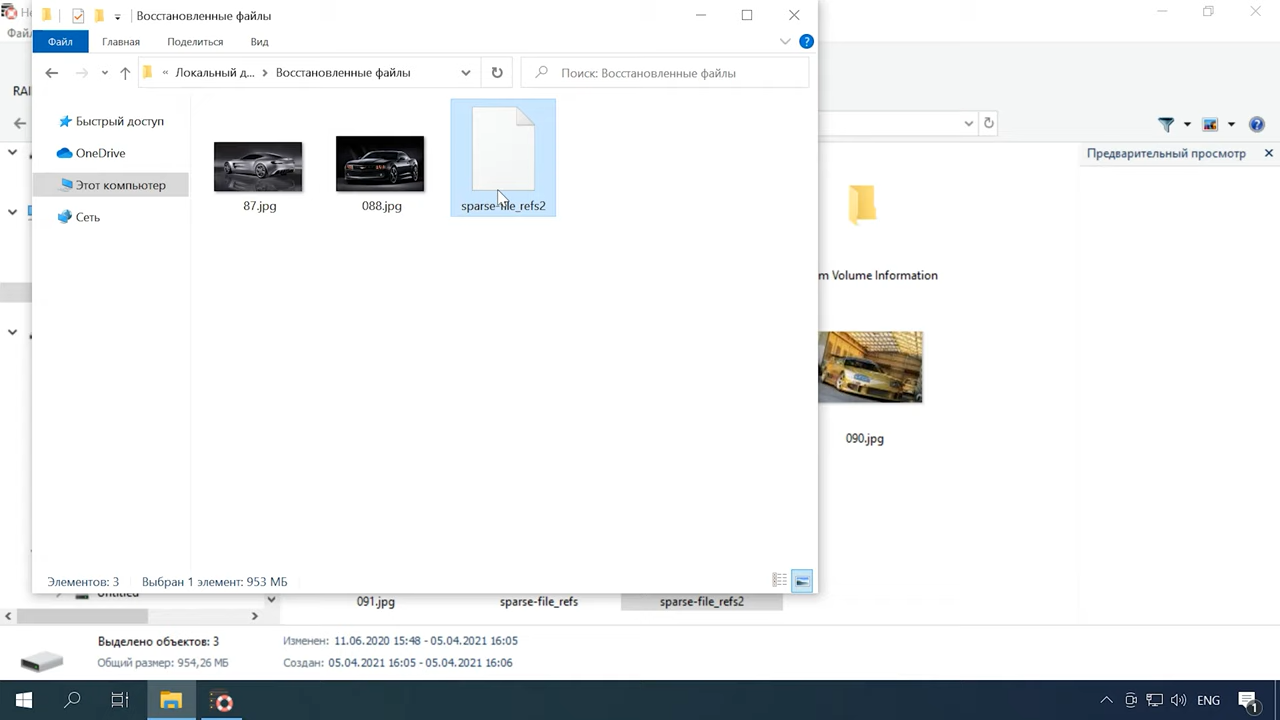 Восстановленные файлы
Файл
Главная
Поделиться
Вид
« Локальный д... > Восстановленные файлы
Поиск: Восстановленные файлы
RAI
Быстрый доступ
OneDrive
Этот компьютер
Сеть
87.jpg
088.jpg
sparse-file_refs2
Предварительный просмотр
m Volume Information
090.jpg
Элементов: 3
Выбран 1 элемент: 953 МБ
Untitled
091.jpg
sparse-file_refs
sparse-file_refs2
Выделено объектов: 3
Изменен: 11.06.2020 15:48 - 05.04.2021 16:05
Общий размер: 954,26 МБ
Создан: 05.04.2021 16:05 - 05.04.2021 16:06
ENG
1